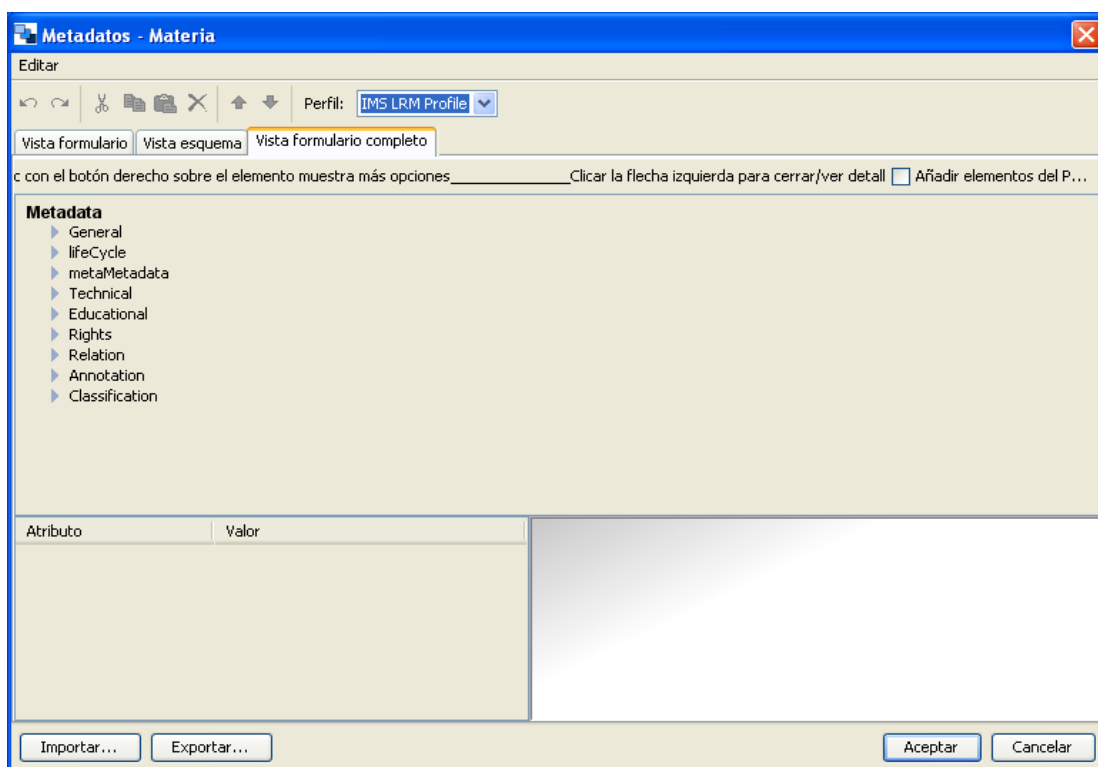 Metadatos - Materia
Editar
Perfil: IMS LRM Profile
Vista formulario Vista esquema Vista formulario completo
c con el botón derecho sobre el elemento muestra más opciones______________Clicar la flecha izquierda para cerrar/ver detall Añadir elementos del P...
Metadata
General
lifeCycle
metaMetadata
Technical
Educational
Rights
Relation
Annotation
Classification
Atributo Valor
Importar... Exportar... Aceptar Cancelar